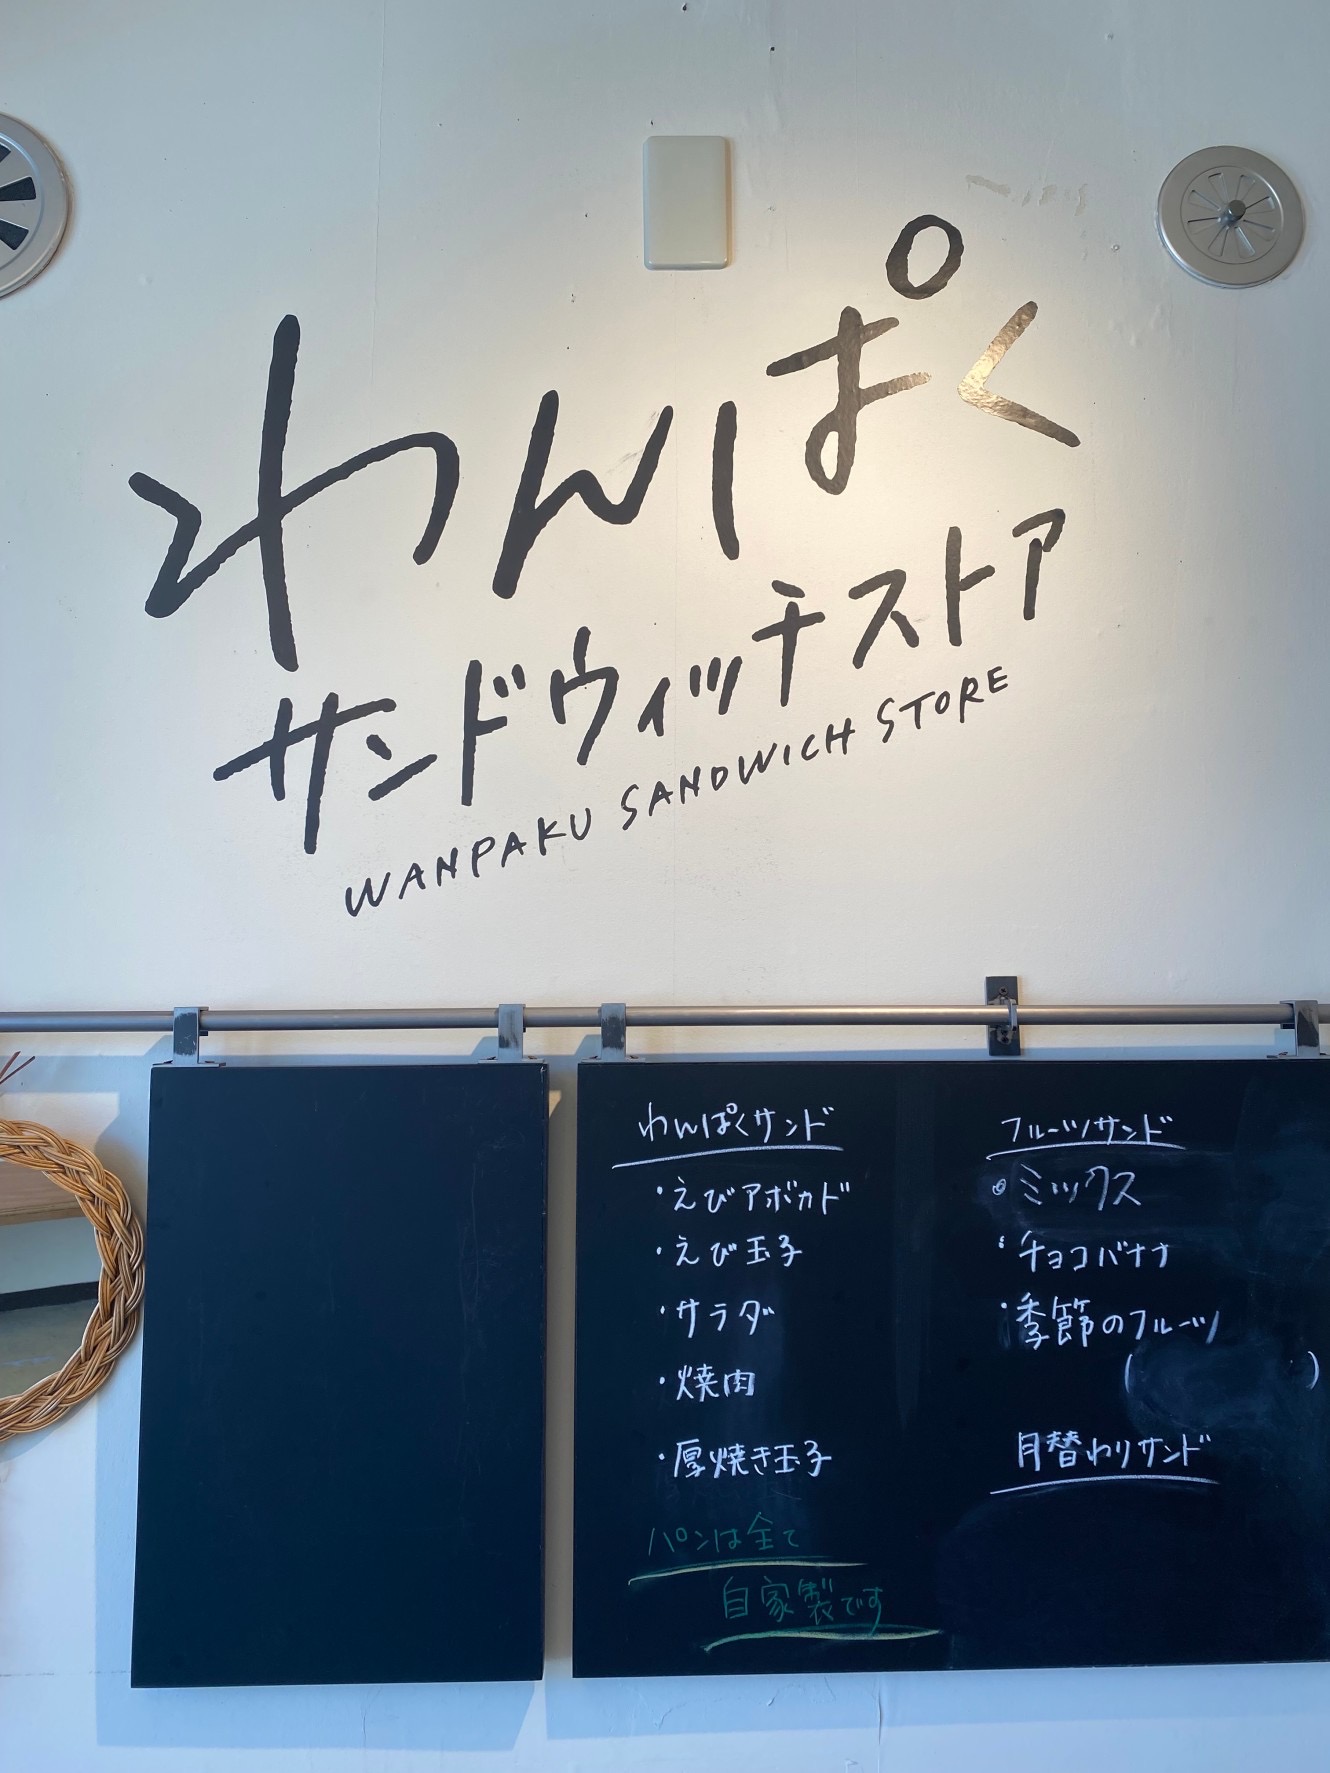 わんぱく
サンドウィッチストア
WANPAKU SANDWICH STORE
わんぱくサンド
・えびアボカド
・えび玉子
・サラダ
・焼肉
・厚焼き玉子
パンは全て
自家製です
フルーツサンド
・ミックス
・チョコバナナ
・季節のフルーツ
( )
月替わりサンド